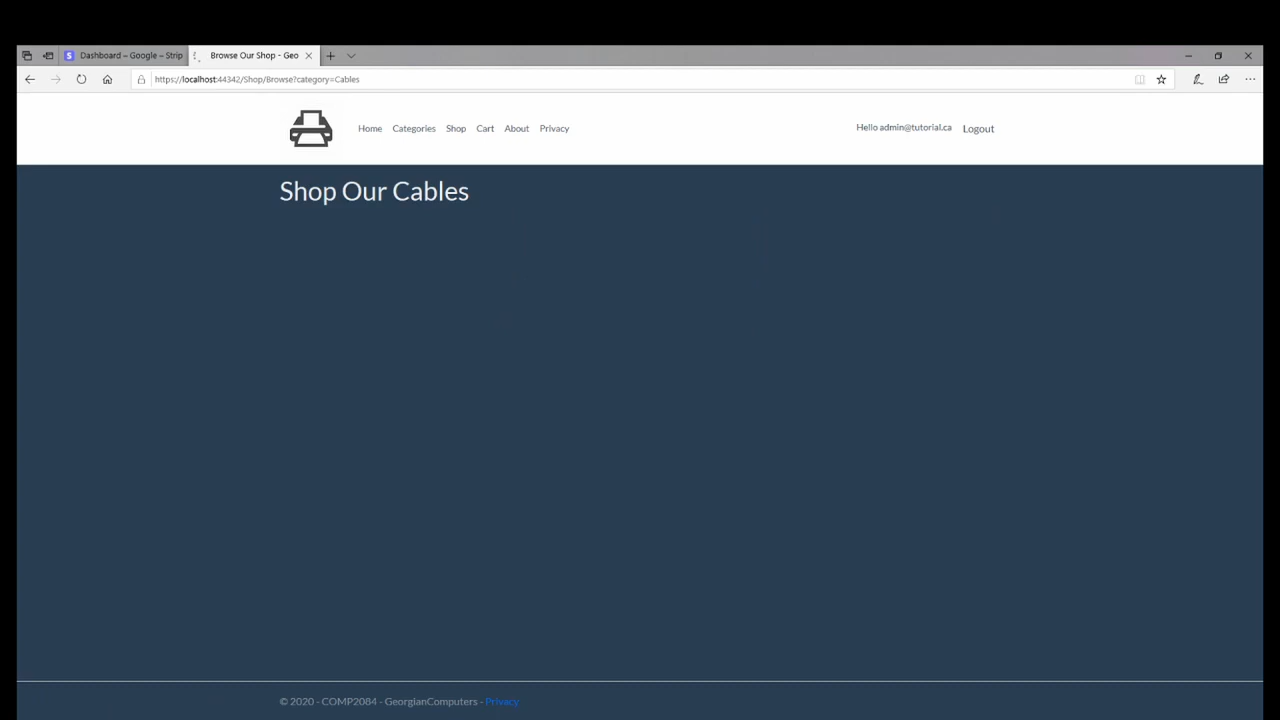 Dashboard – Google – Strip
Browse Our Shop - Geo
https://localhost:44342/Shop/Browse?category=Cables
Home Categories Shop Cart About Privacy Hello admin@tutorial.ca Logout
Shop Our Cables
© 2020 - COMP2084 - GeorgianComputers - Privacy